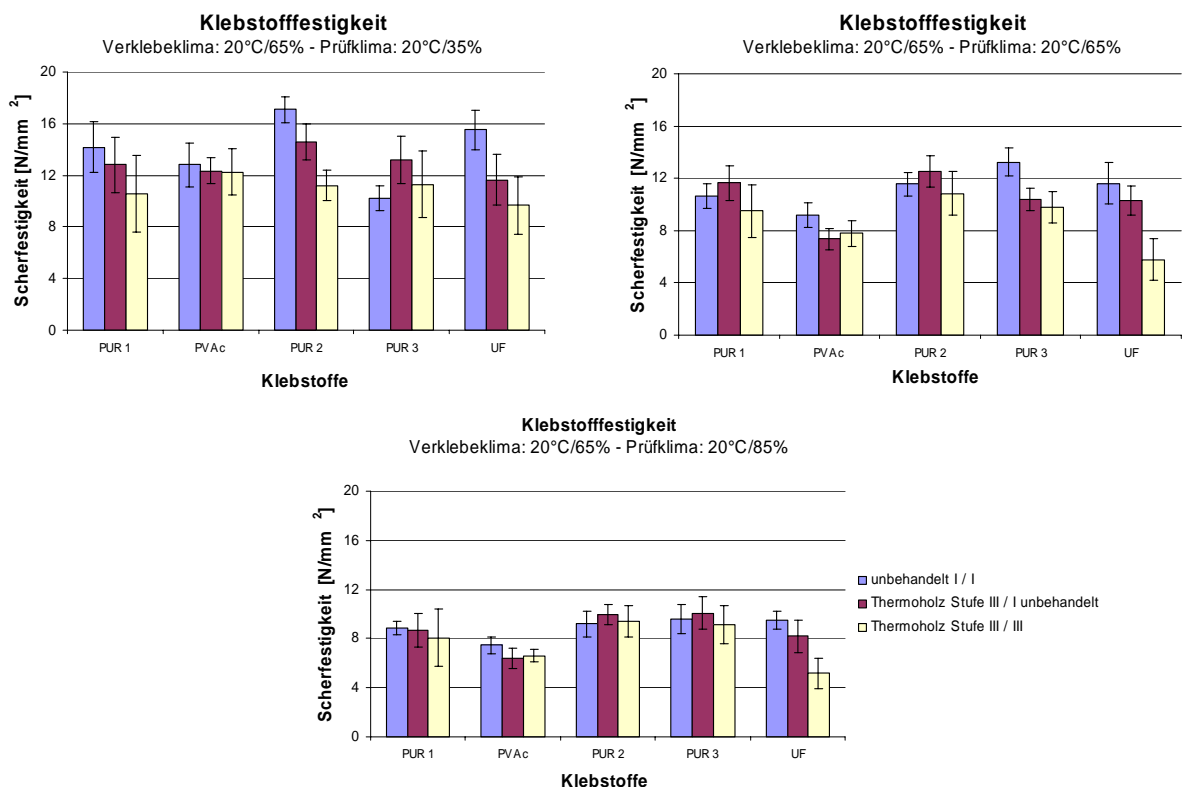 Klebstofffestigkeit
Verklebeklima: 20°C/65% - Prüfklima: 20°C/35%
Scherfestigkeit [N/mm ²]
20
16
12
8
4
0
PUR 1
PVAc
PUR 2
PUR 3
UF
Klebstoffe
Klebstofffestigkeit
Verklebeklima: 20°C/65% - Prüfklima: 20°C/65%
Scherfestigkeit [N/mm ²]
20
16
12
8
4
0
PUR 1
PVAc
PUR 2
PUR 3
UF
Klebstoffe
Klebstofffestigkeit
Verklebeklima: 20°C/65% - Prüfklima: 20°C/85%
Scherfestigkeit [N/mm ²]
20
16
12
8
4
0
PUR 1
PVAc
PUR 2
PUR 3
UF
Klebstoffe
unbehandelt I / I
Thermoholz Stufe III / I unbehandelt
Thermoholz Stufe III / III